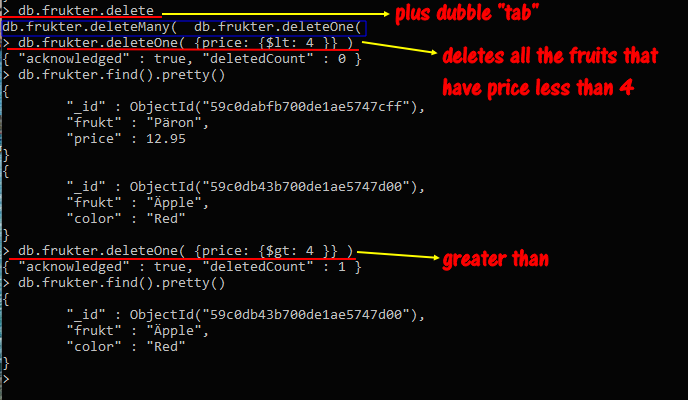 > db.frukter.delete
plus dubble "tab"
db.frukter.deleteMany(  db.frukter.deleteOne(
> db.frukter.deleteOne( {price: {$lt: 4 }} )
deletes all the fruits that
have price less than 4
{ "acknowledged" : true, "deletedCount" : 0 }
> db.frukter.find().pretty()
{
        "_id" : ObjectId("59c0dabfb700de1ae5747cff"),
        "frukt" : "Päron",
        "price" : 12.95
}
{
        "_id" : ObjectId("59c0db43b700de1ae5747d00"),
        "frukt" : "Äpple",
        "color" : "Red"
}
> db.frukter.deleteOne( {price: {$gt: 4 }} )
greater than
{ "acknowledged" : true, "deletedCount" : 1 }
> db.frukter.find().pretty()
{
        "_id" : ObjectId("59c0db43b700de1ae5747d00"),
        "frukt" : "Äpple",
        "color" : "Red"
}
>